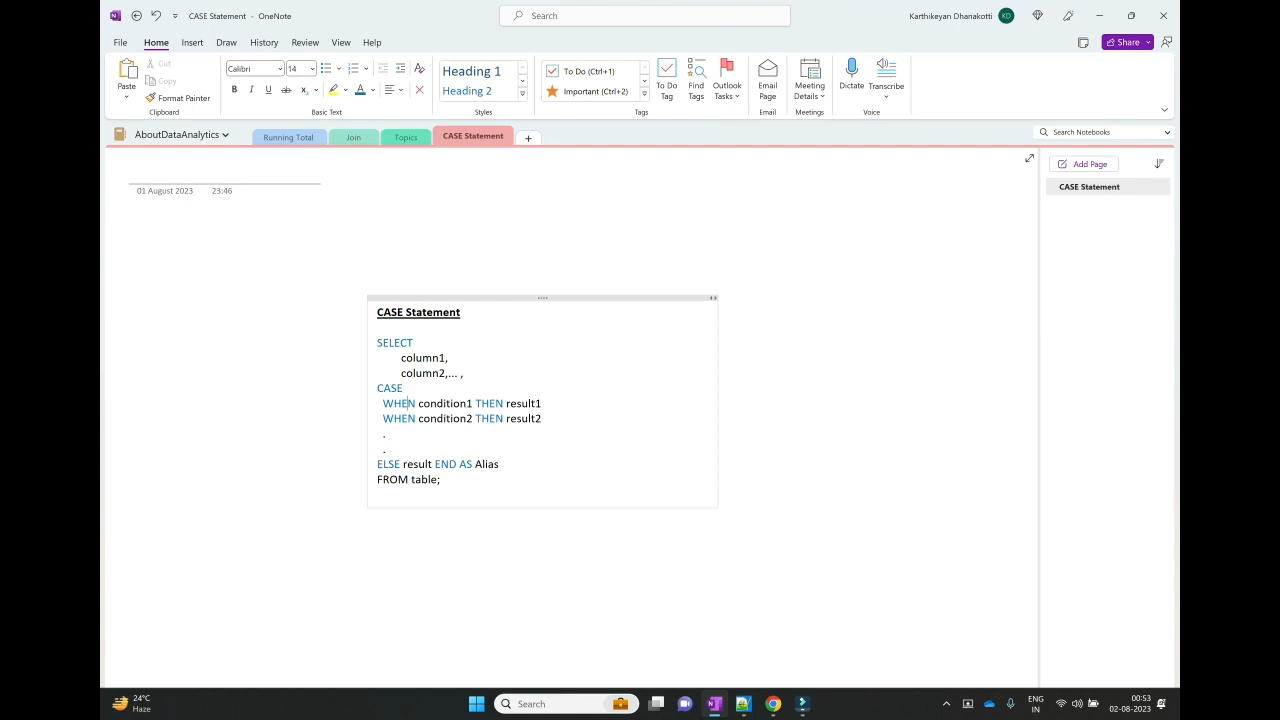 CASE Statement - OneNote
Search
Karthikeyan Dhanakotti KD
File Home Insert Draw History Review View Help
Share
Paste
Cut
Copy
Format Painter
Clipboard
Calibri 14
B I U ab x
A
Basic Text
Heading 1
Heading 2
Styles
To Do (Ctrl+1)
Important (Ctrl+2)
To Do Tag
Find Tags
Outlook Tasks
Tags
Email Page
Email
Meeting Details
Meetings
Dictate
Transcribe
Voice
AboutDataAnalytics
Running Total
Join
Topics
CASE Statement
+
Search Notebooks
Add Page
CASE Statement
01 August 2023 23:46
CASE Statement
SELECT
column1,
column2,... ,
CASE
WHEN condition1 THEN result1
WHEN condition2 THEN result2
.
.
ELSE result END AS Alias
FROM table;
24°C
Haze
Search
ENG
IN
00:53
02-08-2023